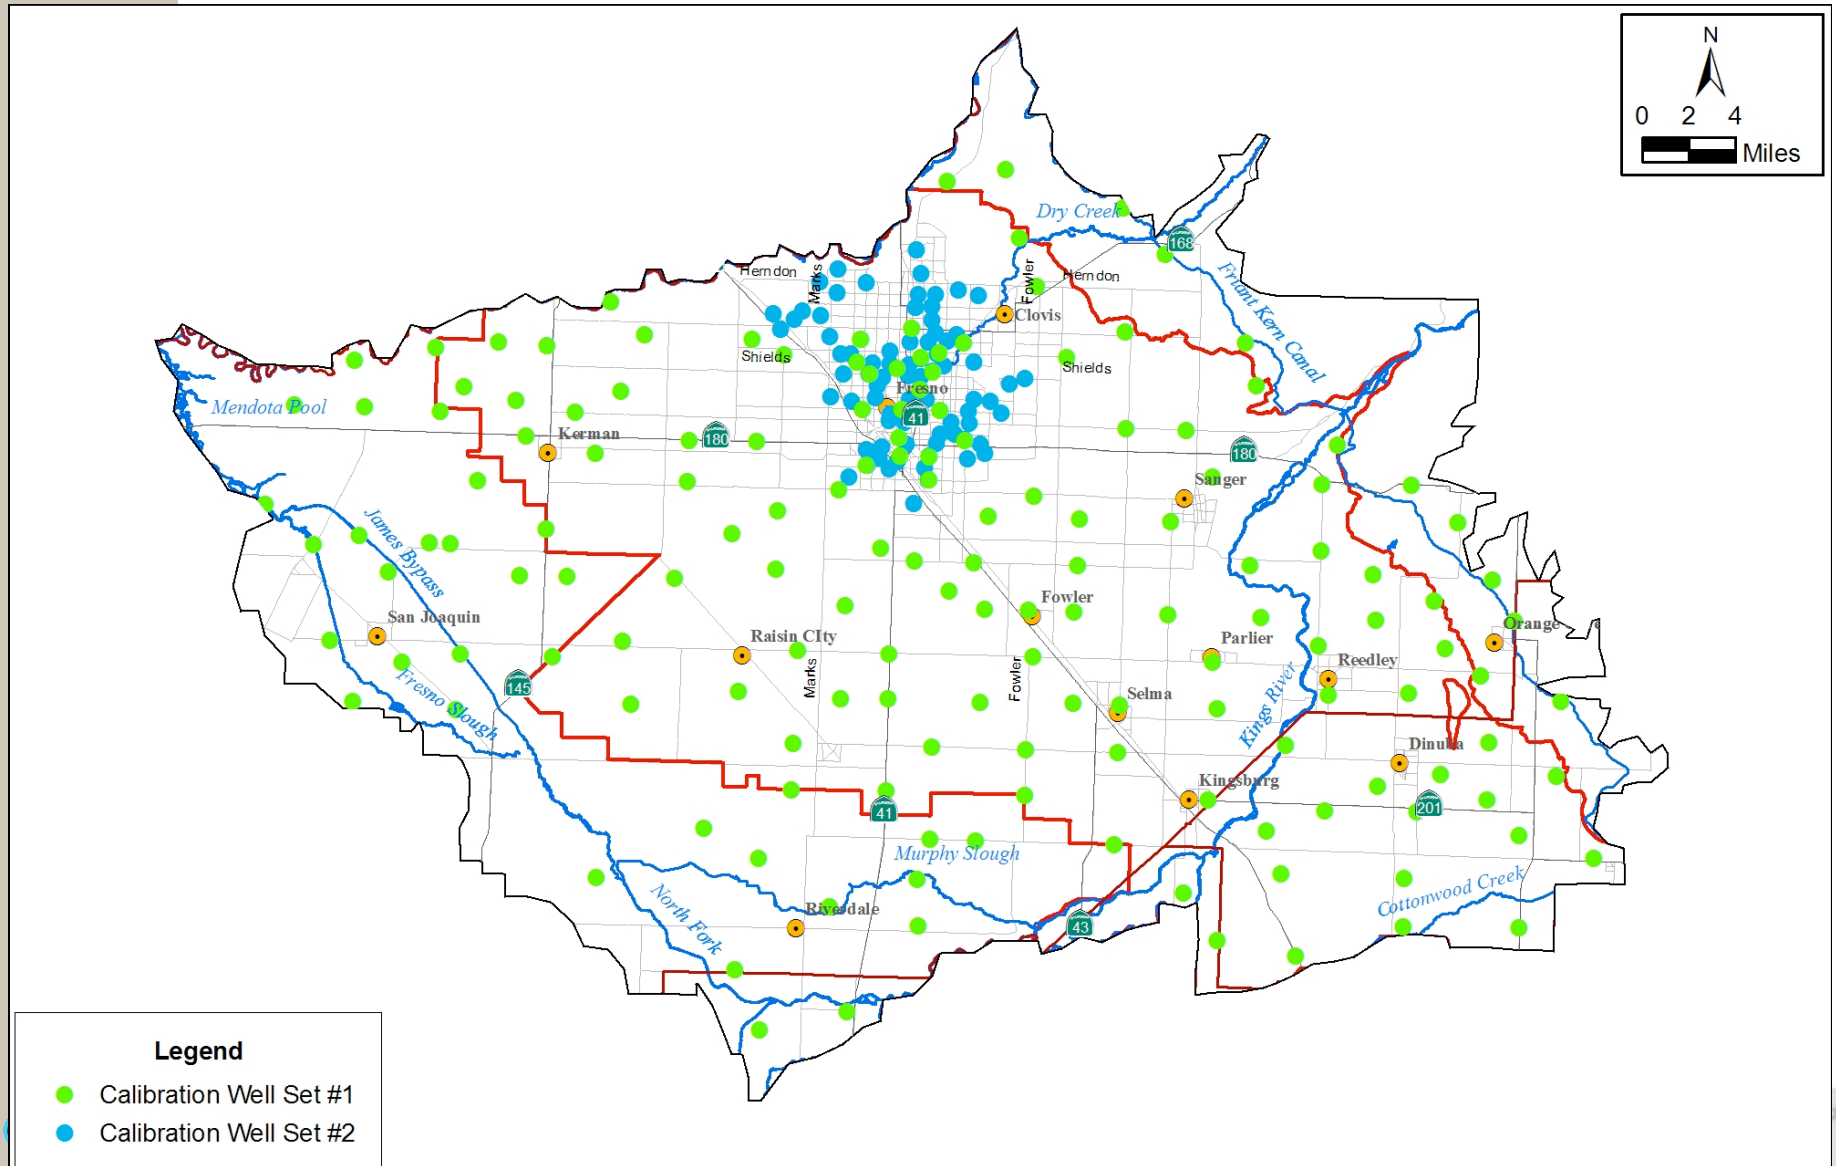 N
0 2 4
Miles
Dry Creek
168
Herndon
Marks
Fowler
Herndon
Friant Kern Canal
Clovis
Shields
Shields
Fresno
Mendota Pool
41
Kerman
180
180
Sanger
James Bypass
San Joaquin
Fowler
Orange
Raisin CIty
Parlier
Reedley
Marks
Fowler
145
Selma
Kings River
Fresno Slough
Dinuba
Kingsburg
41
201
Murphy Slough
Cottonwood Creek
North Fork
Riverdale
43
Legend
Calibration Well Set #1
Calibration Well Set #2